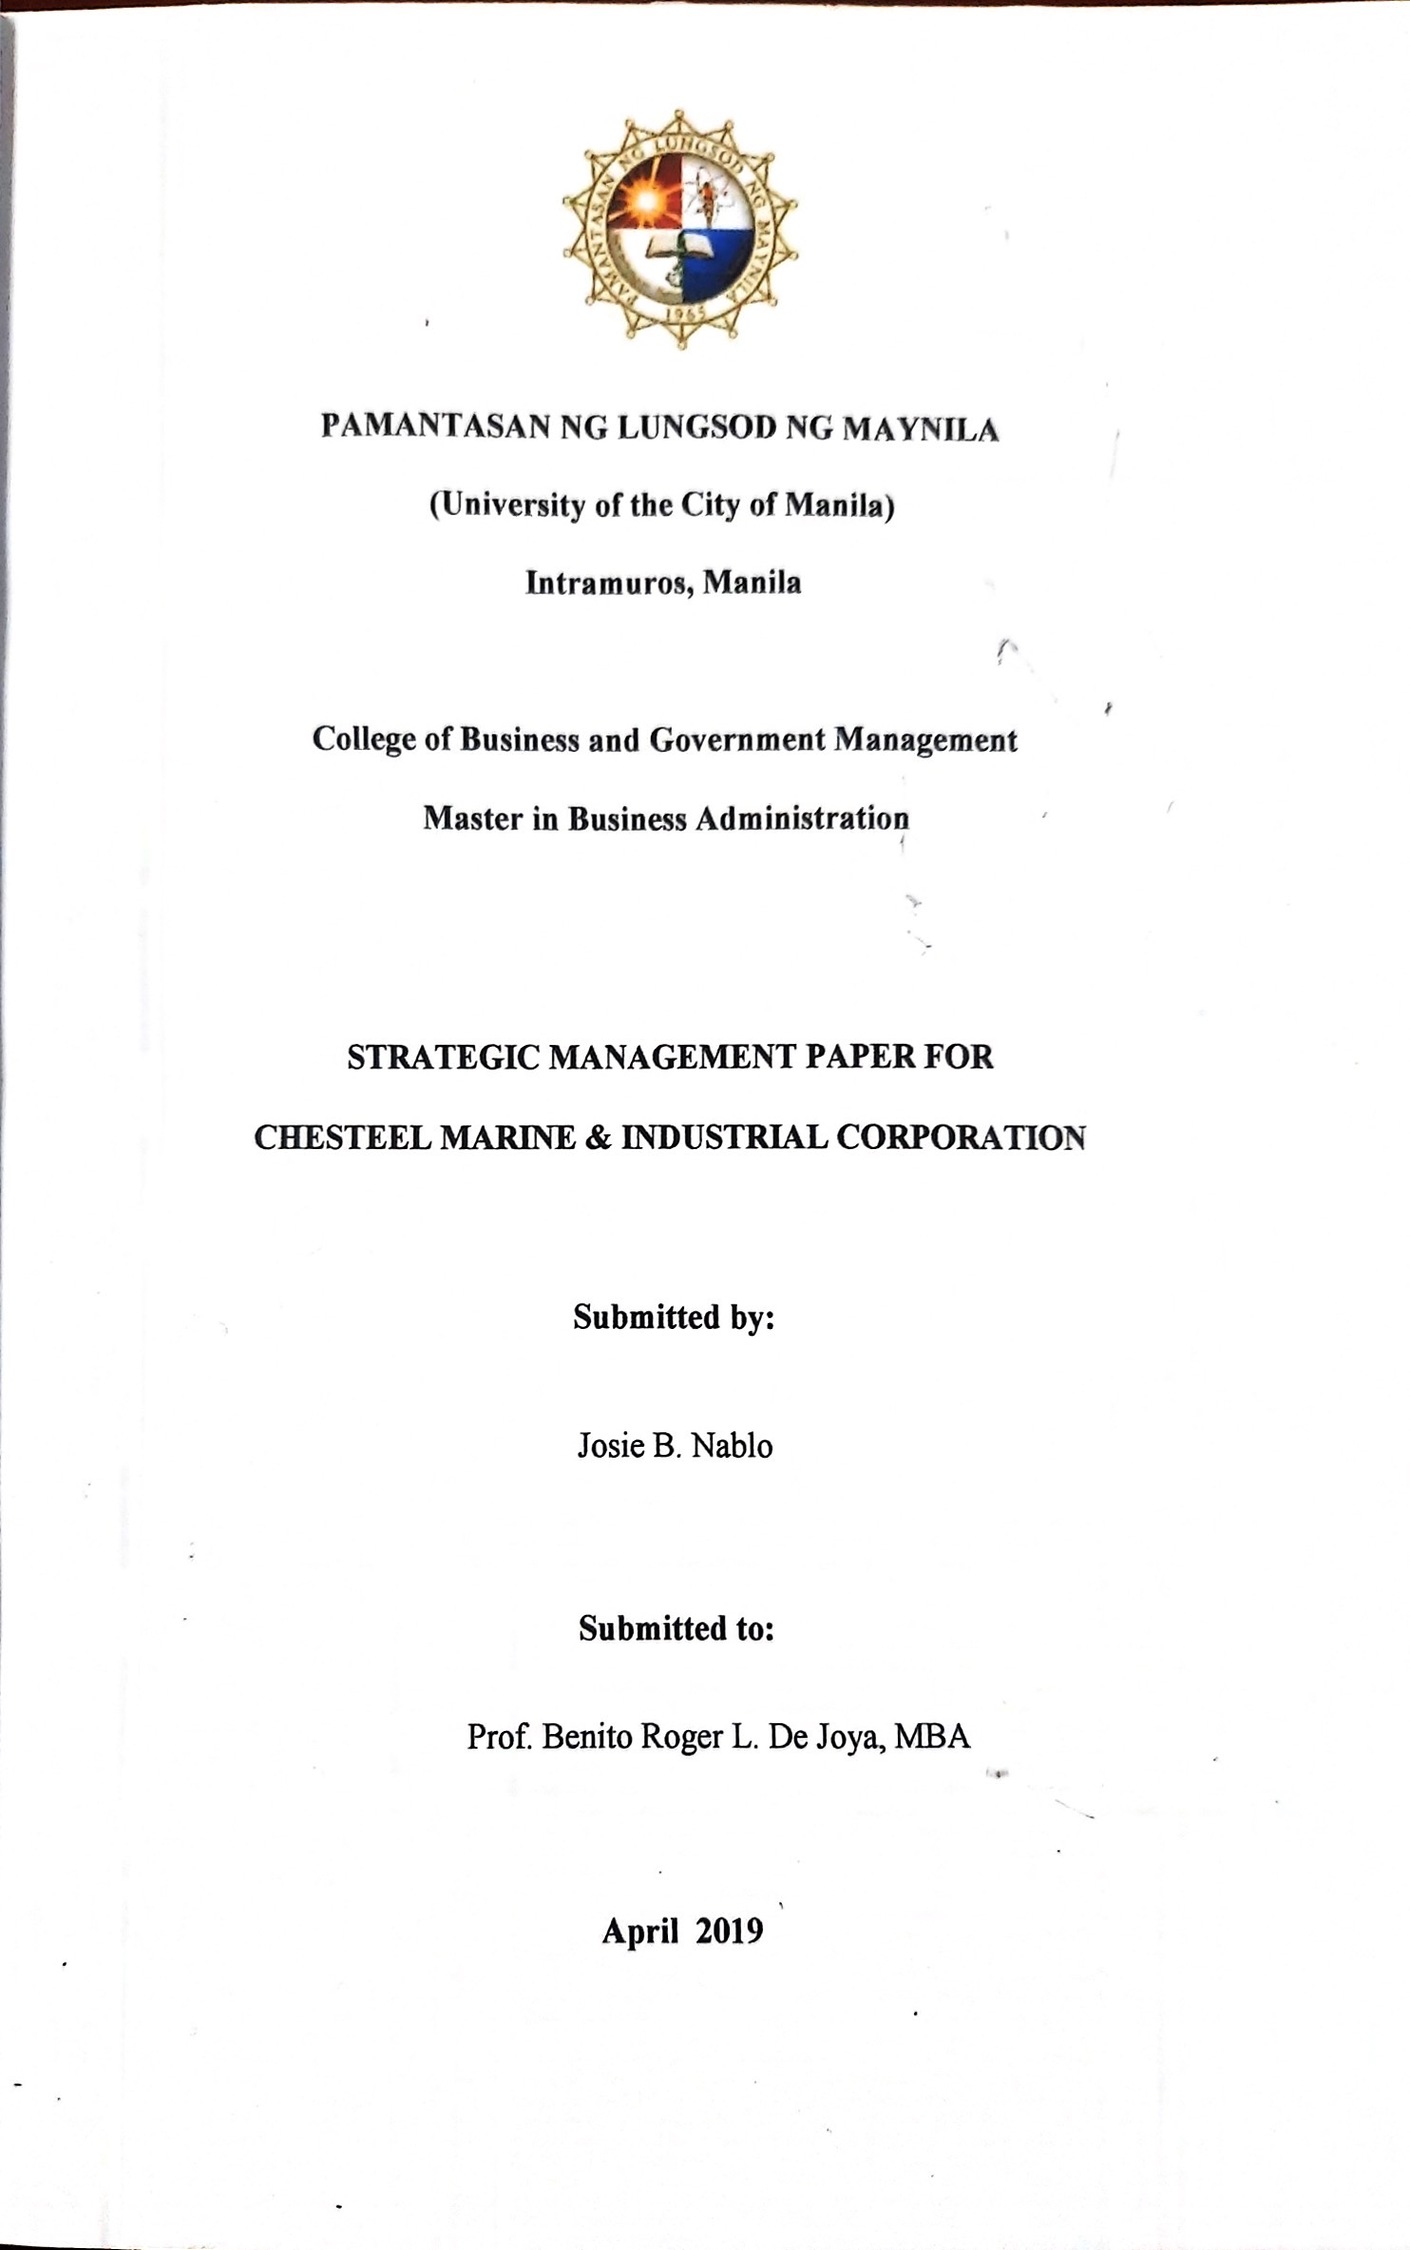 PAMANTASAN NG LUNGSOD NG MAYNILA
1965
PAMANTASAN NG LUNGSOD NG MAYNILA
(University of the City of Manila)
Intramuros, Manila
College of Business and Government Management
Master in Business Administration
STRATEGIC MANAGEMENT PAPER FOR
CHESTEEL MARINE & INDUSTRIAL CORPORATION
Submitted by:
Josie B. Nablo
Submitted to:
Prof. Benito Roger L. De Joya, MBA
April 2019